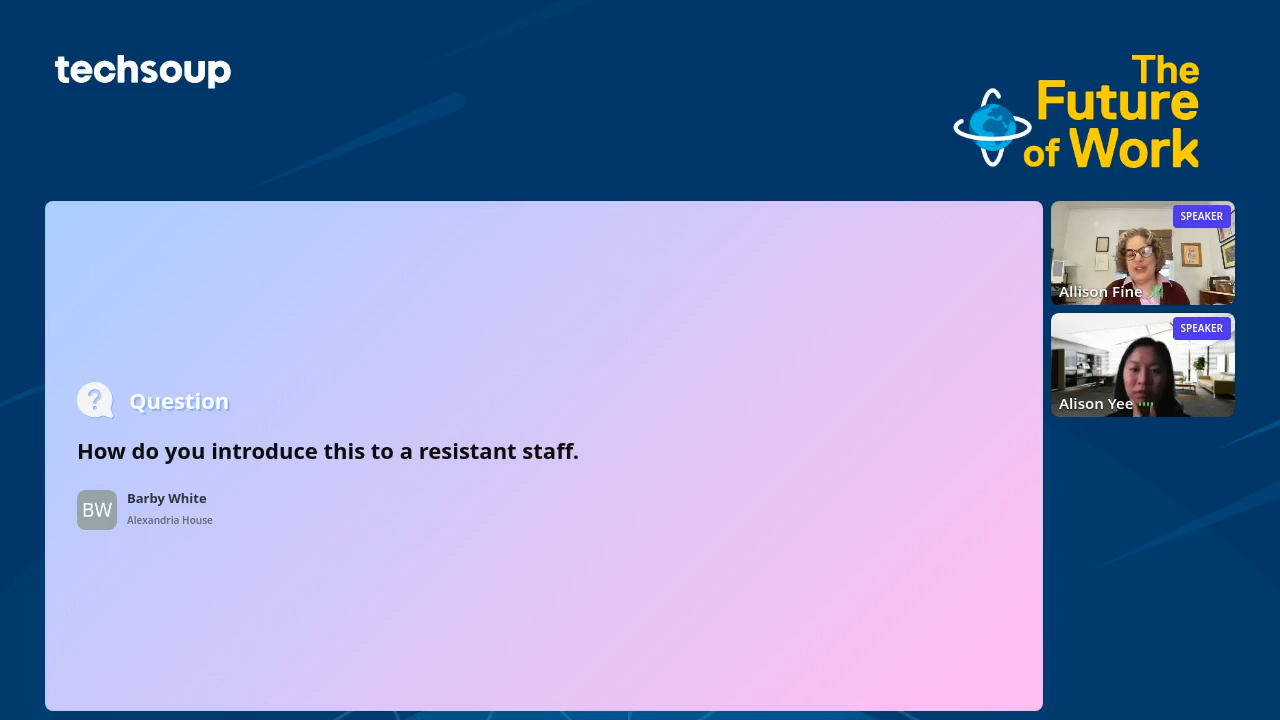 techsoup
The
Future
of Work
SPEAKER
Allison Fine
SPEAKER
Alison Yee
Question
How do you introduce this to a resistant staff.
BW
Barby White
Alexandria House